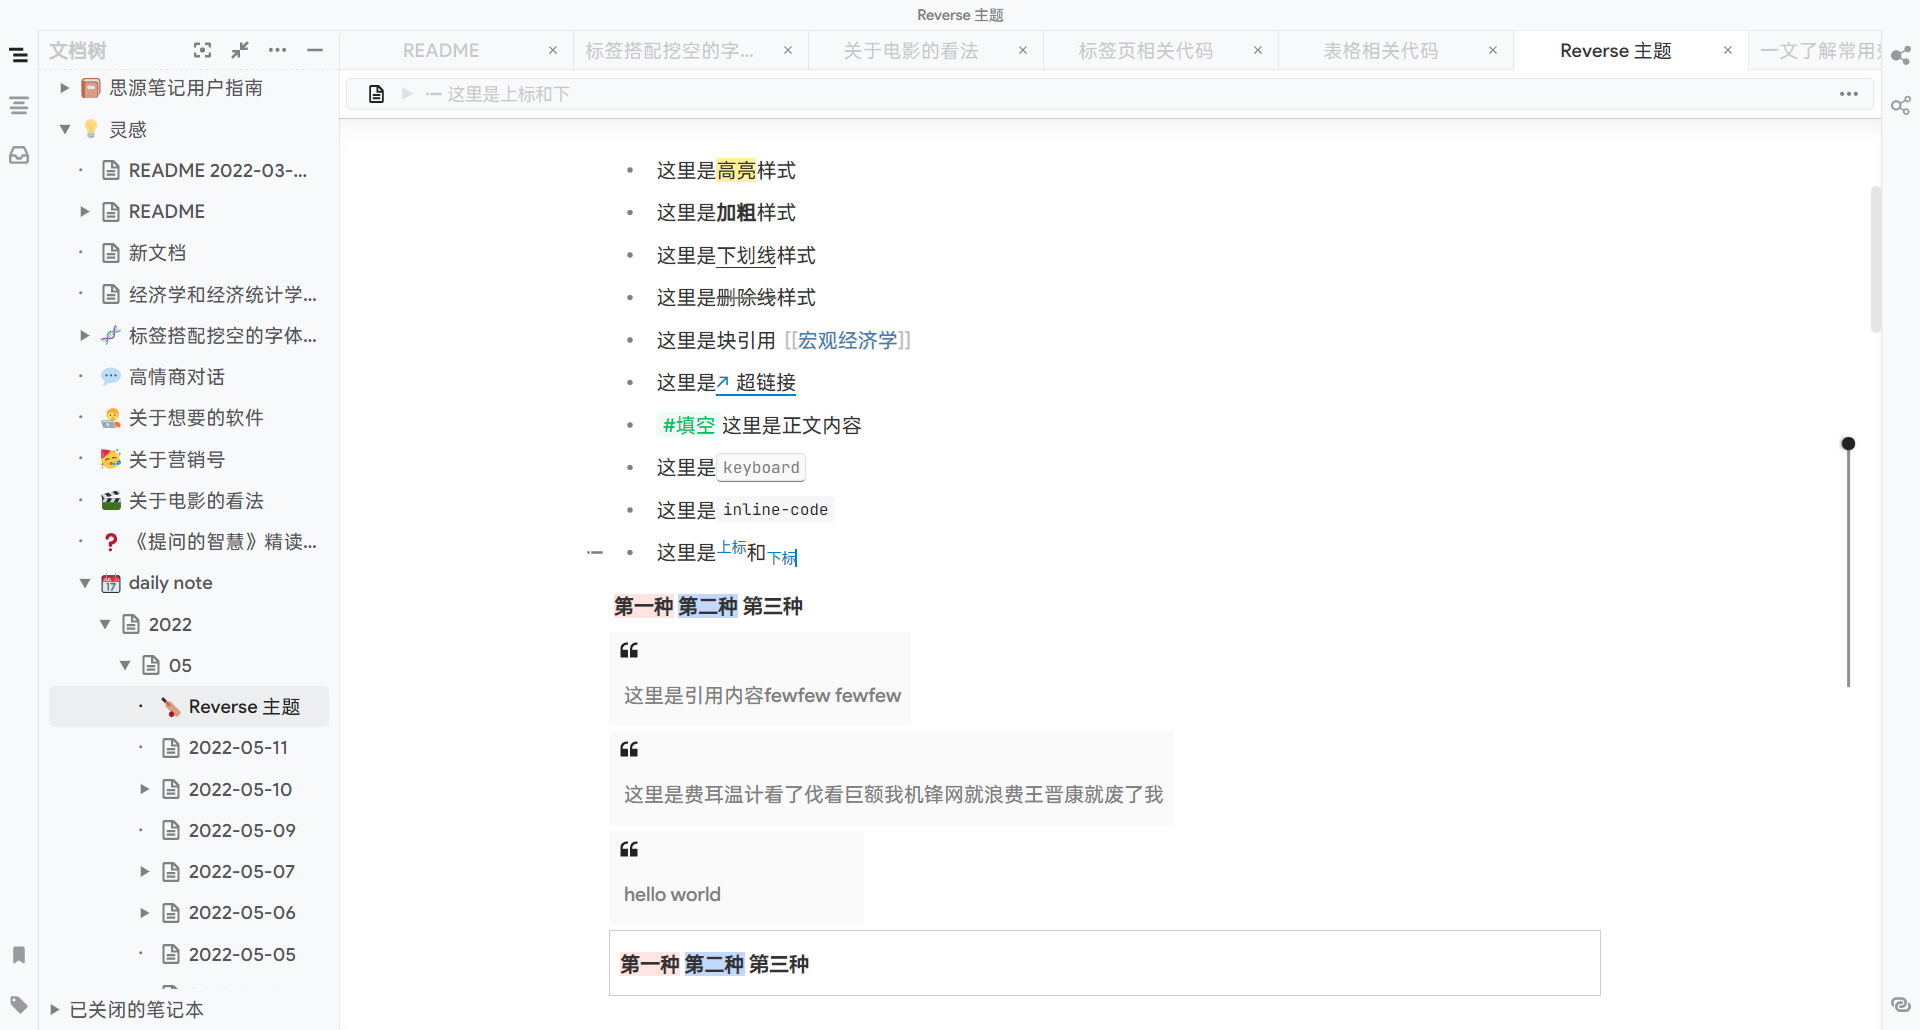 Reverse 主题
文档树
README
标签搭配挖空的字...
关于电影的看法
标签页相关代码
表格相关代码
Reverse 主题
一文了解常用
这里是上标和下
思源笔记用户指南
灵感
README 2022-03-...
README
新文档
经济学和经济统计学...
标签搭配挖空的字体...
高情商对话
关于想要的软件
关于营销号
关于电影的看法
《提问的智慧》精读...
daily note
2022
05
Reverse 主题
2022-05-11
2022-05-10
2022-05-09
2022-05-07
2022-05-06
2022-05-05
已关闭的笔记本
这里是高亮样式
这里是加粗样式
这里是下划线样式
这里是删除线样式
这里是块引用 [[宏观经济学]]
这里是↗ 超链接
#填空 这里是正文内容
这里是 keyboard
这里是 inline-code
这里是上标和下标
第一种 第二种 第三种
❝
这里是引用内容fewfew fewfew
❝
这里是费耳温计看了伐看巨额我机锋网就浪费王晋康就废了我
❝
hello world
第一种 第二种 第三种